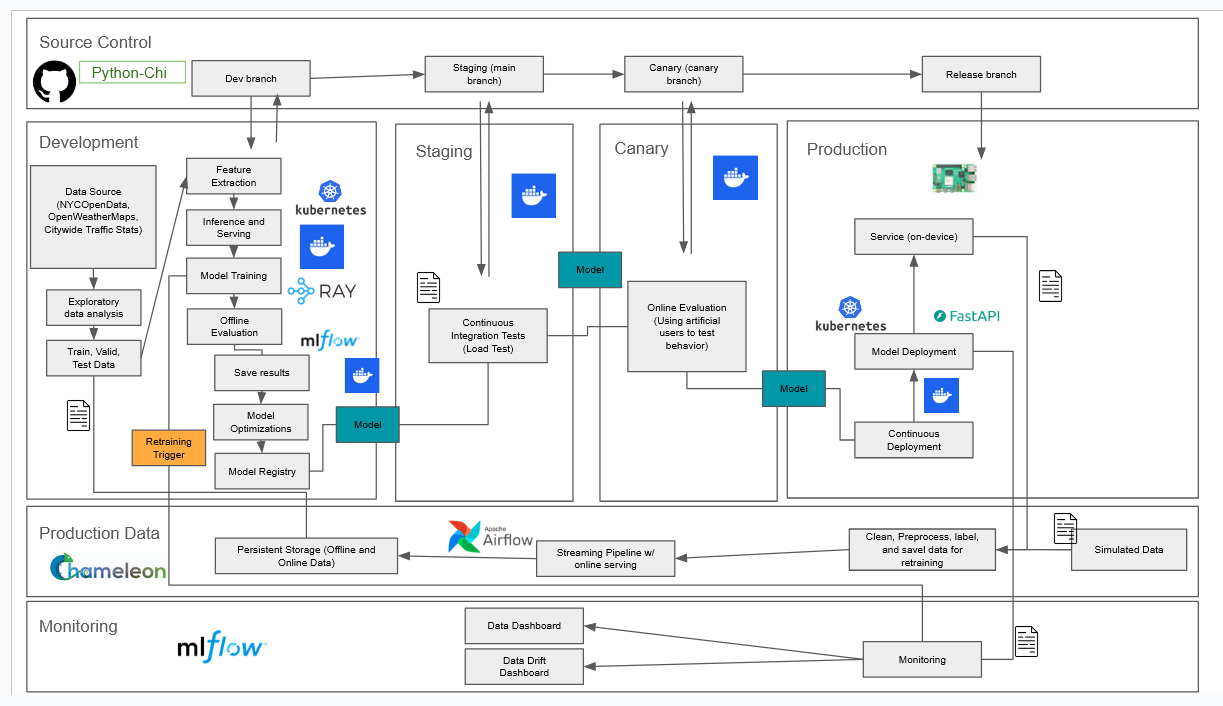 Source Control
Python-Chi
Dev branch
Staging (main
branch)
Canary (canary
branch)
Release branch
Development
Data Source
(NYCOpenData,
OpenWeatherMaps,
Citywide Traffic Stats)
Exploratory
data analysis
Train, Valid,
Test Data
Feature
Extraction
Inference and
Serving
Model Training
Offline
Evaluation
Save results
Model
Optimizations
Model Registry
Retraining
Trigger
kubernetes
RAY
mlflow
Model
Staging
Continuous
Integration Tests
(Load Test)
Model
Canary
Online Evaluation
(Using artificial
users to test
behavior)
Model
Production
Service (on-device)
kubernetes
FastAPI
Model Deployment
Continuous
Deployment
Production Data
Chameleon
Persistent Storage (Offline and
Online Data)
Apache
Airflow
Streaming Pipeline w/
online serving
Clean, Preprocess, label,
and savel data for
retraining
Simulated Data
Monitoring
mlflow
Data Dashboard
Data Drift
Dashboard
Monitoring